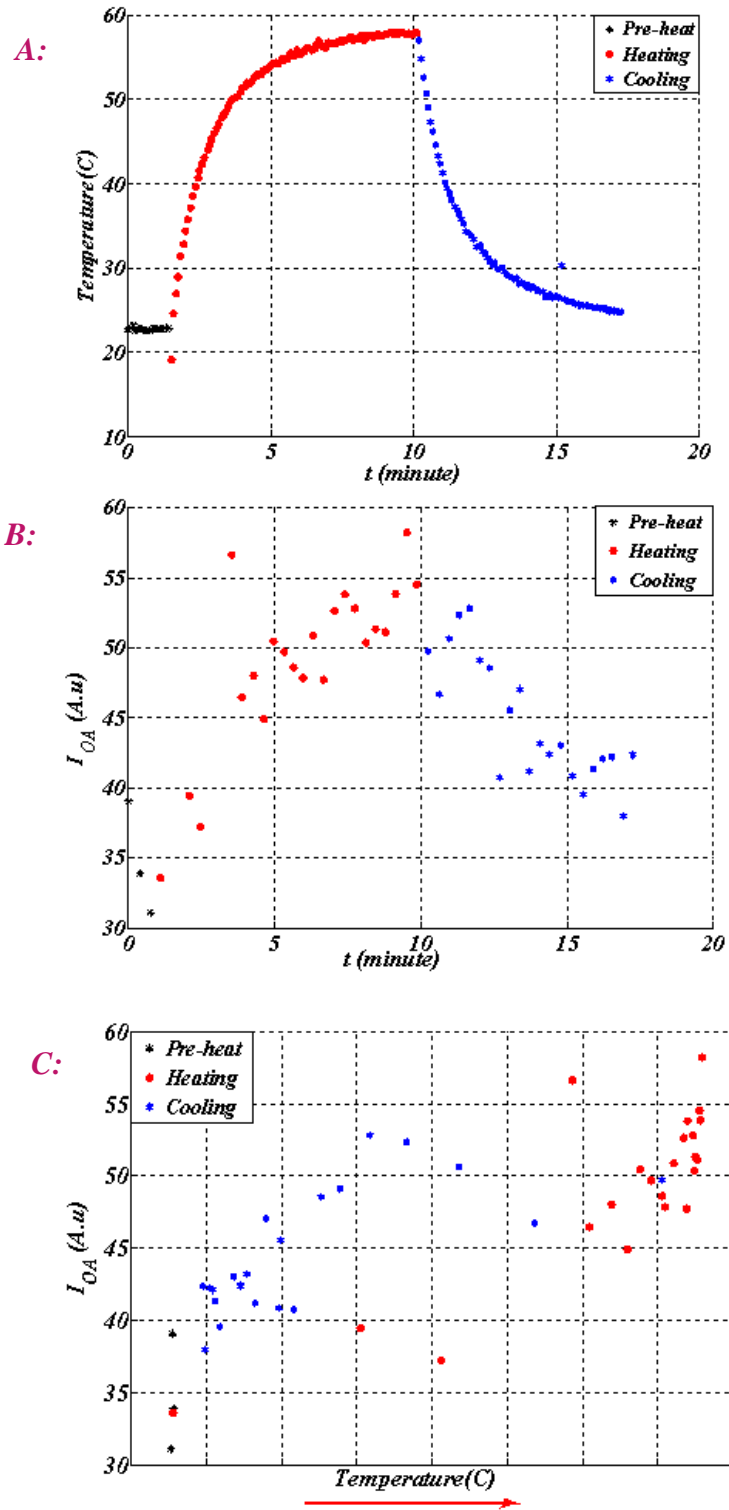 A:
60
50
40
30
20
10
Temperature(C)
Pre-heat
Heating
Cooling
0
5
10
15
20
t (minute)
B:
60
55
50
45
40
35
30
I_OA (A.u)
Pre-heat
Heating
Cooling
0
5
10
15
20
t (minute)
C:
60
55
50
45
40
35
30
I_OA (A.u)
Pre-heat
Heating
Cooling
Temperature(C)